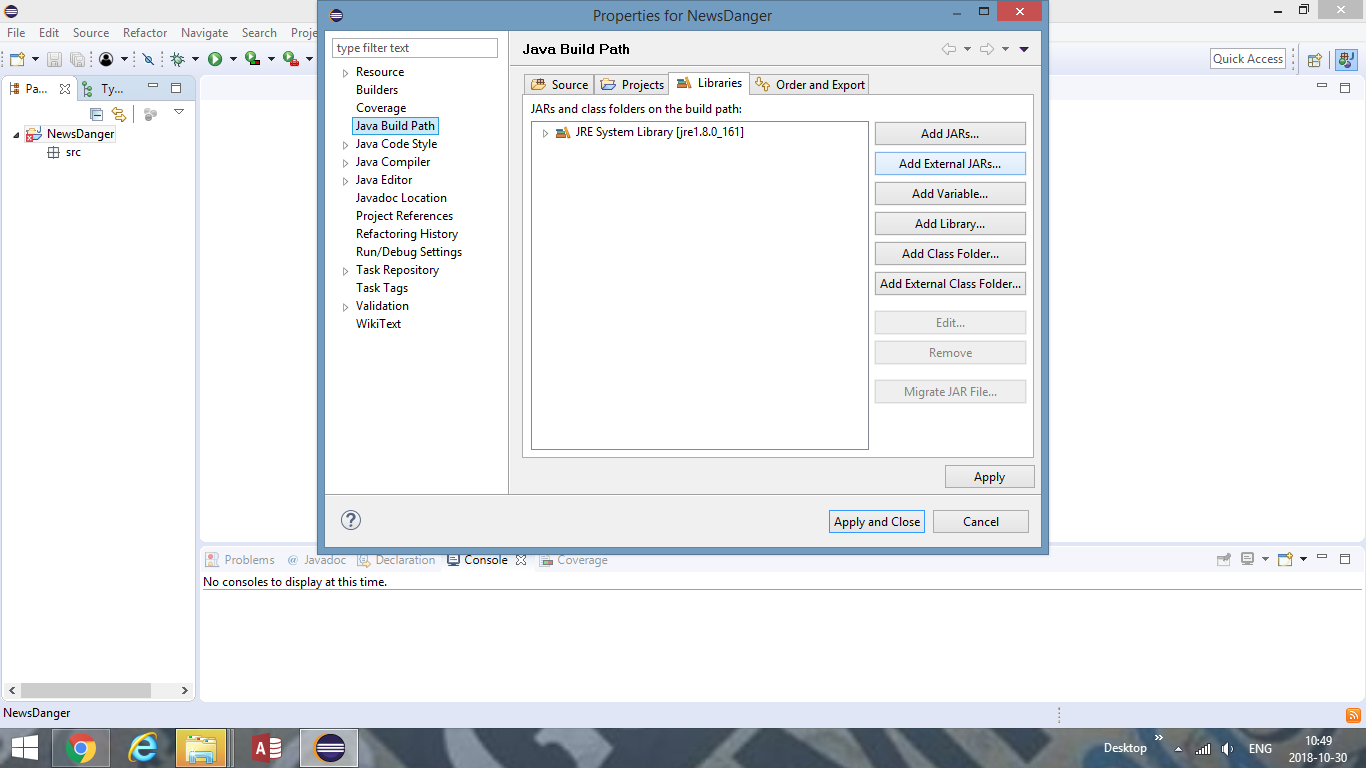 Properties for NewsDanger
File Edit Source Refactor Navigate Search Proje
Quick Access
Pa...
Ty...
NewsDanger
src
type filter text
Resource
Builders
Coverage
Java Build Path
Java Code Style
Java Compiler
Java Editor
Javadoc Location
Project References
Refactoring History
Run/Debug Settings
Task Repository
Task Tags
Validation
WikiText
Java Build Path
Source Projects Libraries Order and Export
JARs and class folders on the build path:
JRE System Library [jre1.8.0_161]
Add JARs...
Add External JARs...
Add Variable...
Add Library...
Add Class Folder...
Add External Class Folder...
Edit...
Remove
Migrate JAR File...
Apply
Apply and Close Cancel
Problems @ Javadoc Declaration Console Coverage
No consoles to display at this time.
NewsDanger
Desktop
ENG
10:49
2018-10-30